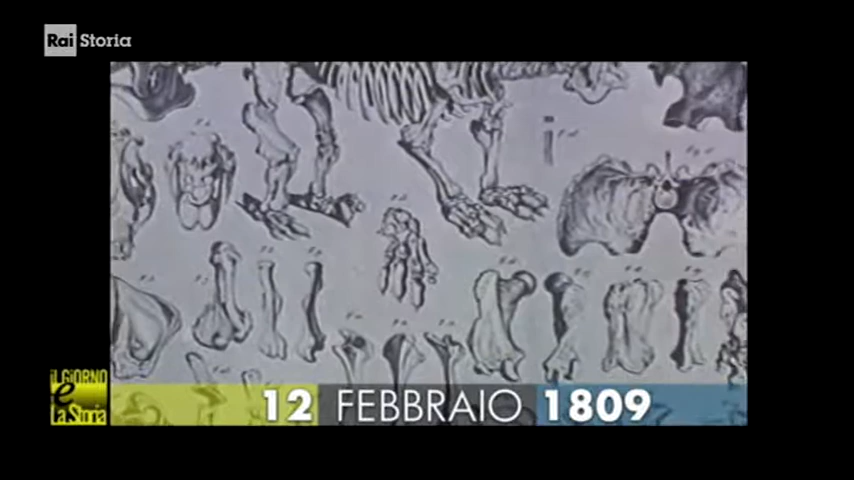 Rai Storia
iL GiORNO
è
La Storia
12 FEBBRAIO 1809